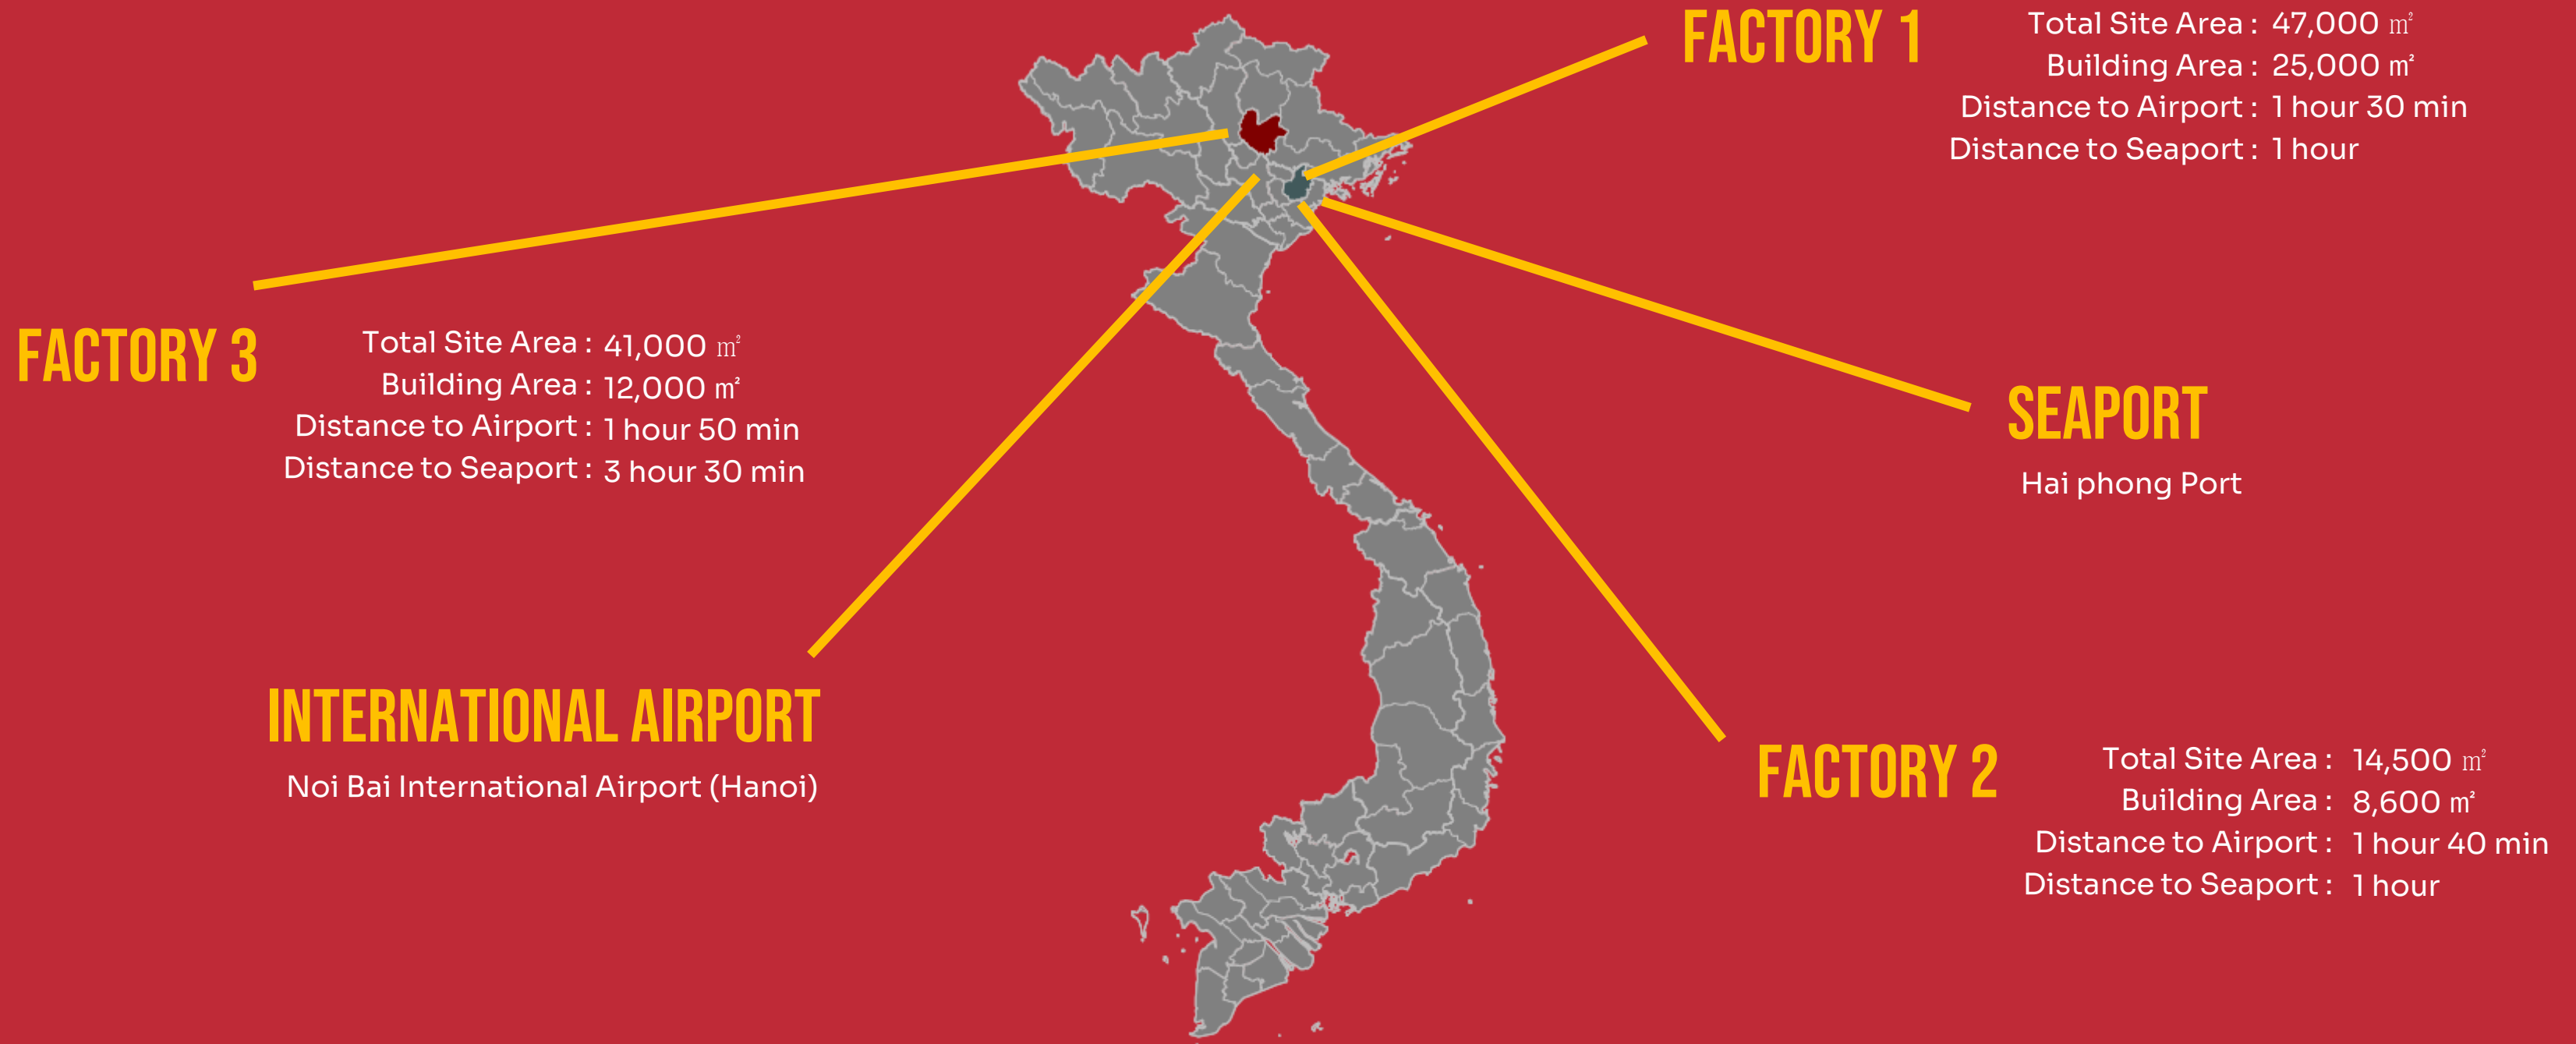 FACTORY 1
Total Site Area : 47,000 ㎡
Building Area : 25,000 ㎡
Distance to Airport : 1 hour 30 min
Distance to Seaport : 1 hour
FACTORY 3
Total Site Area : 41,000 ㎡
Building Area : 12,000 ㎡
Distance to Airport : 1 hour 50 min
Distance to Seaport : 3 hour 30 min
SEAPORT
Hai phong Port
INTERNATIONAL AIRPORT
Noi Bai International Airport (Hanoi)
FACTORY 2
Total Site Area : 14,500 ㎡
Building Area : 8,600 ㎡
Distance to Airport : 1 hour 40 min
Distance to Seaport : 1 hour